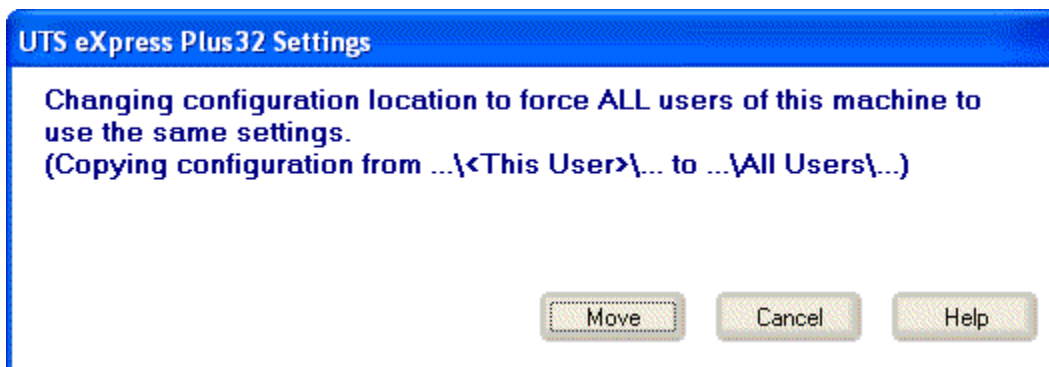 UTS eXpress Plus32 Settings
Changing configuration location to force ALL users of this machine to
use the same settings.
(Copying configuration from ...\<This User>\... to ...\All Users\...)
Move Cancel Help